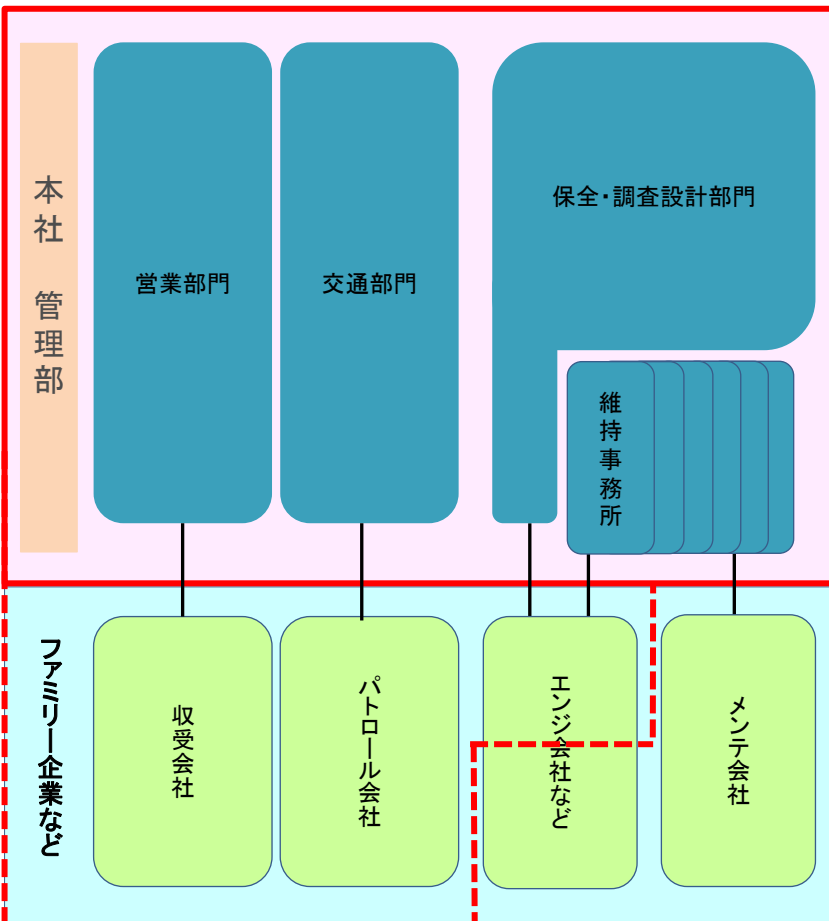 本社 管理部
営業部門
交通部門
保全・調査設計部門
維持事務所
ファミリー企業など
収受会社
パトロール会社
エンジ会社など
メンテ会社